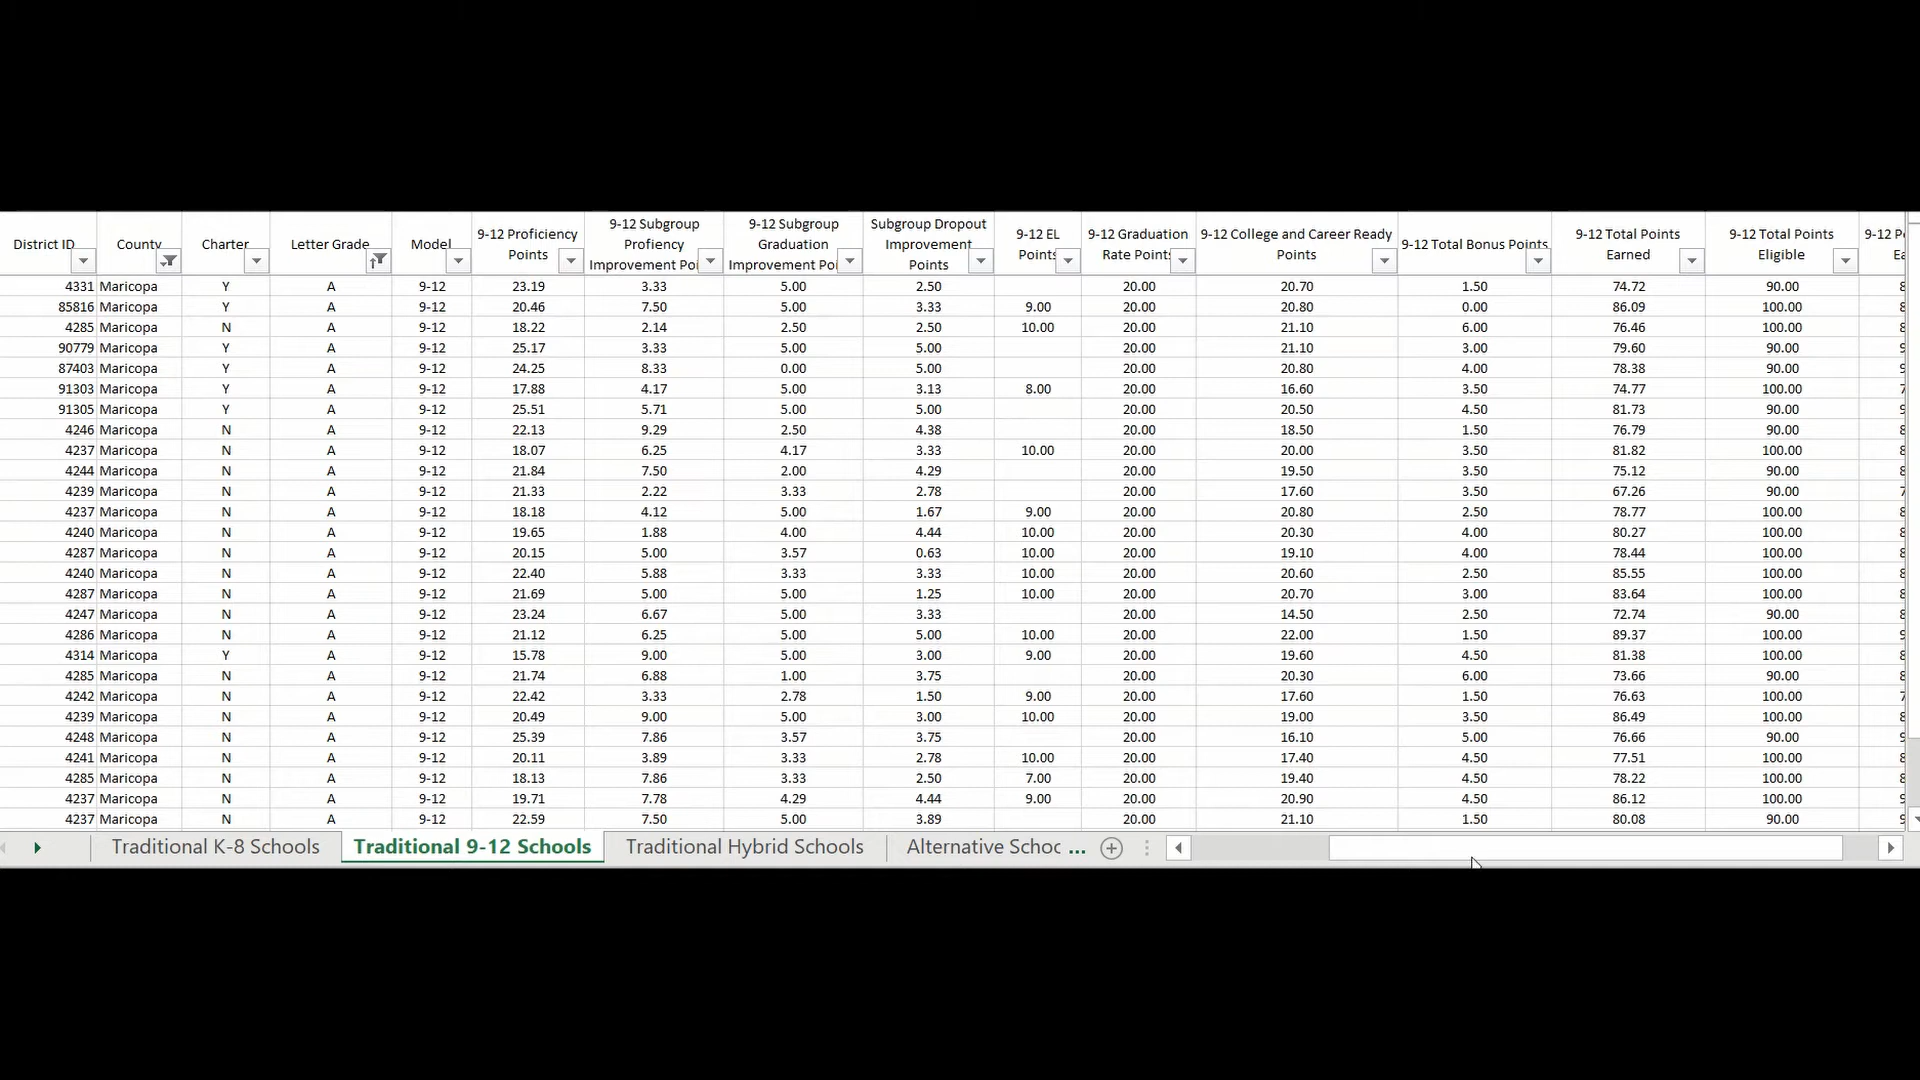 District ID County Charter Letter Grade Model 9-12 Proficiency Points 9-12 Subgroup Profiency Improvement Poi 9-12 Subgroup Graduation Improvement Poi Subgroup Dropout Improvement Points 9-12 EL Points 9-12 Graduation Rate Points 9-12 College and Career Ready Points 9-12 Total Bonus Points 9-12 Total Points Earned 9-12 Total Points Eligible
4331 Maricopa Y A 9-12 23.19 3.33 5.00 2.50 20.00 20.70 1.50 74.72 90.00
85816 Maricopa Y A 9-12 20.46 7.50 5.00 3.33 9.00 20.00 20.80 0.00 86.09 100.00
4285 Maricopa N A 9-12 18.22 2.14 2.50 2.50 10.00 20.00 21.10 6.00 76.46 100.00
90779 Maricopa Y A 9-12 25.17 3.33 5.00 5.00 20.00 21.10 3.00 79.60 90.00
87403 Maricopa Y A 9-12 24.25 8.33 0.00 5.00 20.00 20.80 4.00 78.38 90.00
91303 Maricopa Y A 9-12 17.88 4.17 5.00 3.13 8.00 20.00 16.60 3.50 74.77 100.00
91305 Maricopa Y A 9-12 25.51 5.71 5.00 5.00 20.00 20.50 4.50 81.73 90.00
4246 Maricopa N A 9-12 22.13 9.29 2.50 4.38 20.00 18.50 1.50 76.79 90.00
4237 Maricopa N A 9-12 18.07 6.25 4.17 3.33 10.00 20.00 20.00 3.50 81.82 100.00
4244 Maricopa N A 9-12 21.84 7.50 2.00 4.29 20.00 19.50 3.50 75.12 90.00
4239 Maricopa N A 9-12 21.33 2.22 3.33 2.78 20.00 17.60 3.50 67.26 90.00
4237 Maricopa N A 9-12 18.18 4.12 5.00 1.67 9.00 20.00 20.80 2.50 78.77 100.00
4240 Maricopa N A 9-12 19.65 1.88 4.00 4.44 10.00 20.00 20.30 4.00 80.27 100.00
4287 Maricopa N A 9-12 20.15 5.00 3.57 0.63 10.00 20.00 19.10 4.00 78.44 100.00
4240 Maricopa N A 9-12 22.40 5.88 3.33 3.33 10.00 20.00 20.60 2.50 85.55 100.00
4287 Maricopa N A 9-12 21.69 5.00 5.00 1.25 10.00 20.00 20.70 3.00 83.64 100.00
4247 Maricopa N A 9-12 23.24 6.67 5.00 3.33 20.00 14.50 2.50 72.74 90.00
4286 Maricopa N A 9-12 21.12 6.25 5.00 5.00 10.00 20.00 22.00 1.50 89.37 100.00
4314 Maricopa Y A 9-12 15.78 9.00 5.00 3.00 9.00 20.00 19.60 4.50 81.38 100.00
4285 Maricopa N A 9-12 21.74 6.88 1.00 3.75 20.00 20.30 6.00 73.66 90.00
4242 Maricopa N A 9-12 22.42 3.33 2.78 1.50 9.00 20.00 17.60 1.50 76.63 100.00
4239 Maricopa N A 9-12 20.49 9.00 5.00 3.00 10.00 20.00 19.00 3.50 86.49 100.00
4248 Maricopa N A 9-12 25.39 7.86 3.57 3.75 20.00 16.10 5.00 76.66 90.00
4241 Maricopa N A 9-12 20.11 3.89 3.33 2.78 10.00 20.00 17.40 4.50 77.51 100.00
4285 Maricopa N A 9-12 18.13 7.86 3.33 2.50 7.00 20.00 19.40 4.50 78.22 100.00
4237 Maricopa N A 9-12 19.71 7.78 4.29 4.44 9.00 20.00 20.90 4.50 86.12 100.00
4237 Maricopa N A 9-12 22.59 7.50 5.00 3.89 20.00 21.10 1.50 80.08 90.00
Traditional K-8 Schools Traditional 9-12 Schools Traditional Hybrid Schools Alternative Schoc ...